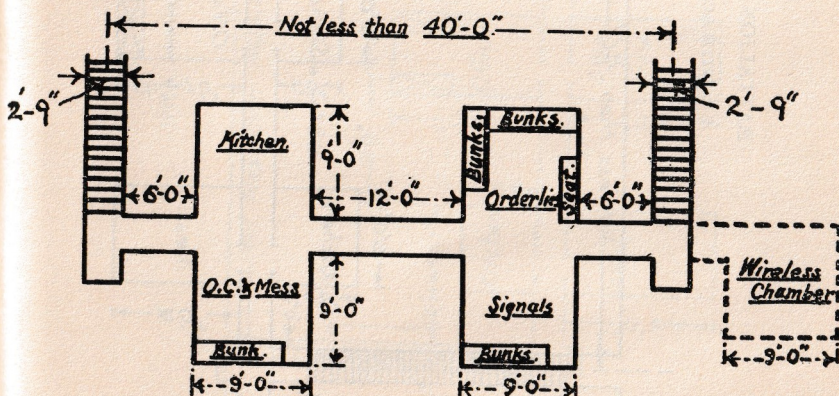 Not less than 40'-0"
2'-9"
2'-9"
Kitchen.
9'-0"
Bunks.
Bunks.
Seat.
Orderlies
6'-0"
12'-0"
6'-0"
O.C.'s Mess
9'-0"
Signals
Wireless
Chamber
Bunk.
Bunks.
9'-0"
9'-0"
9'-0"